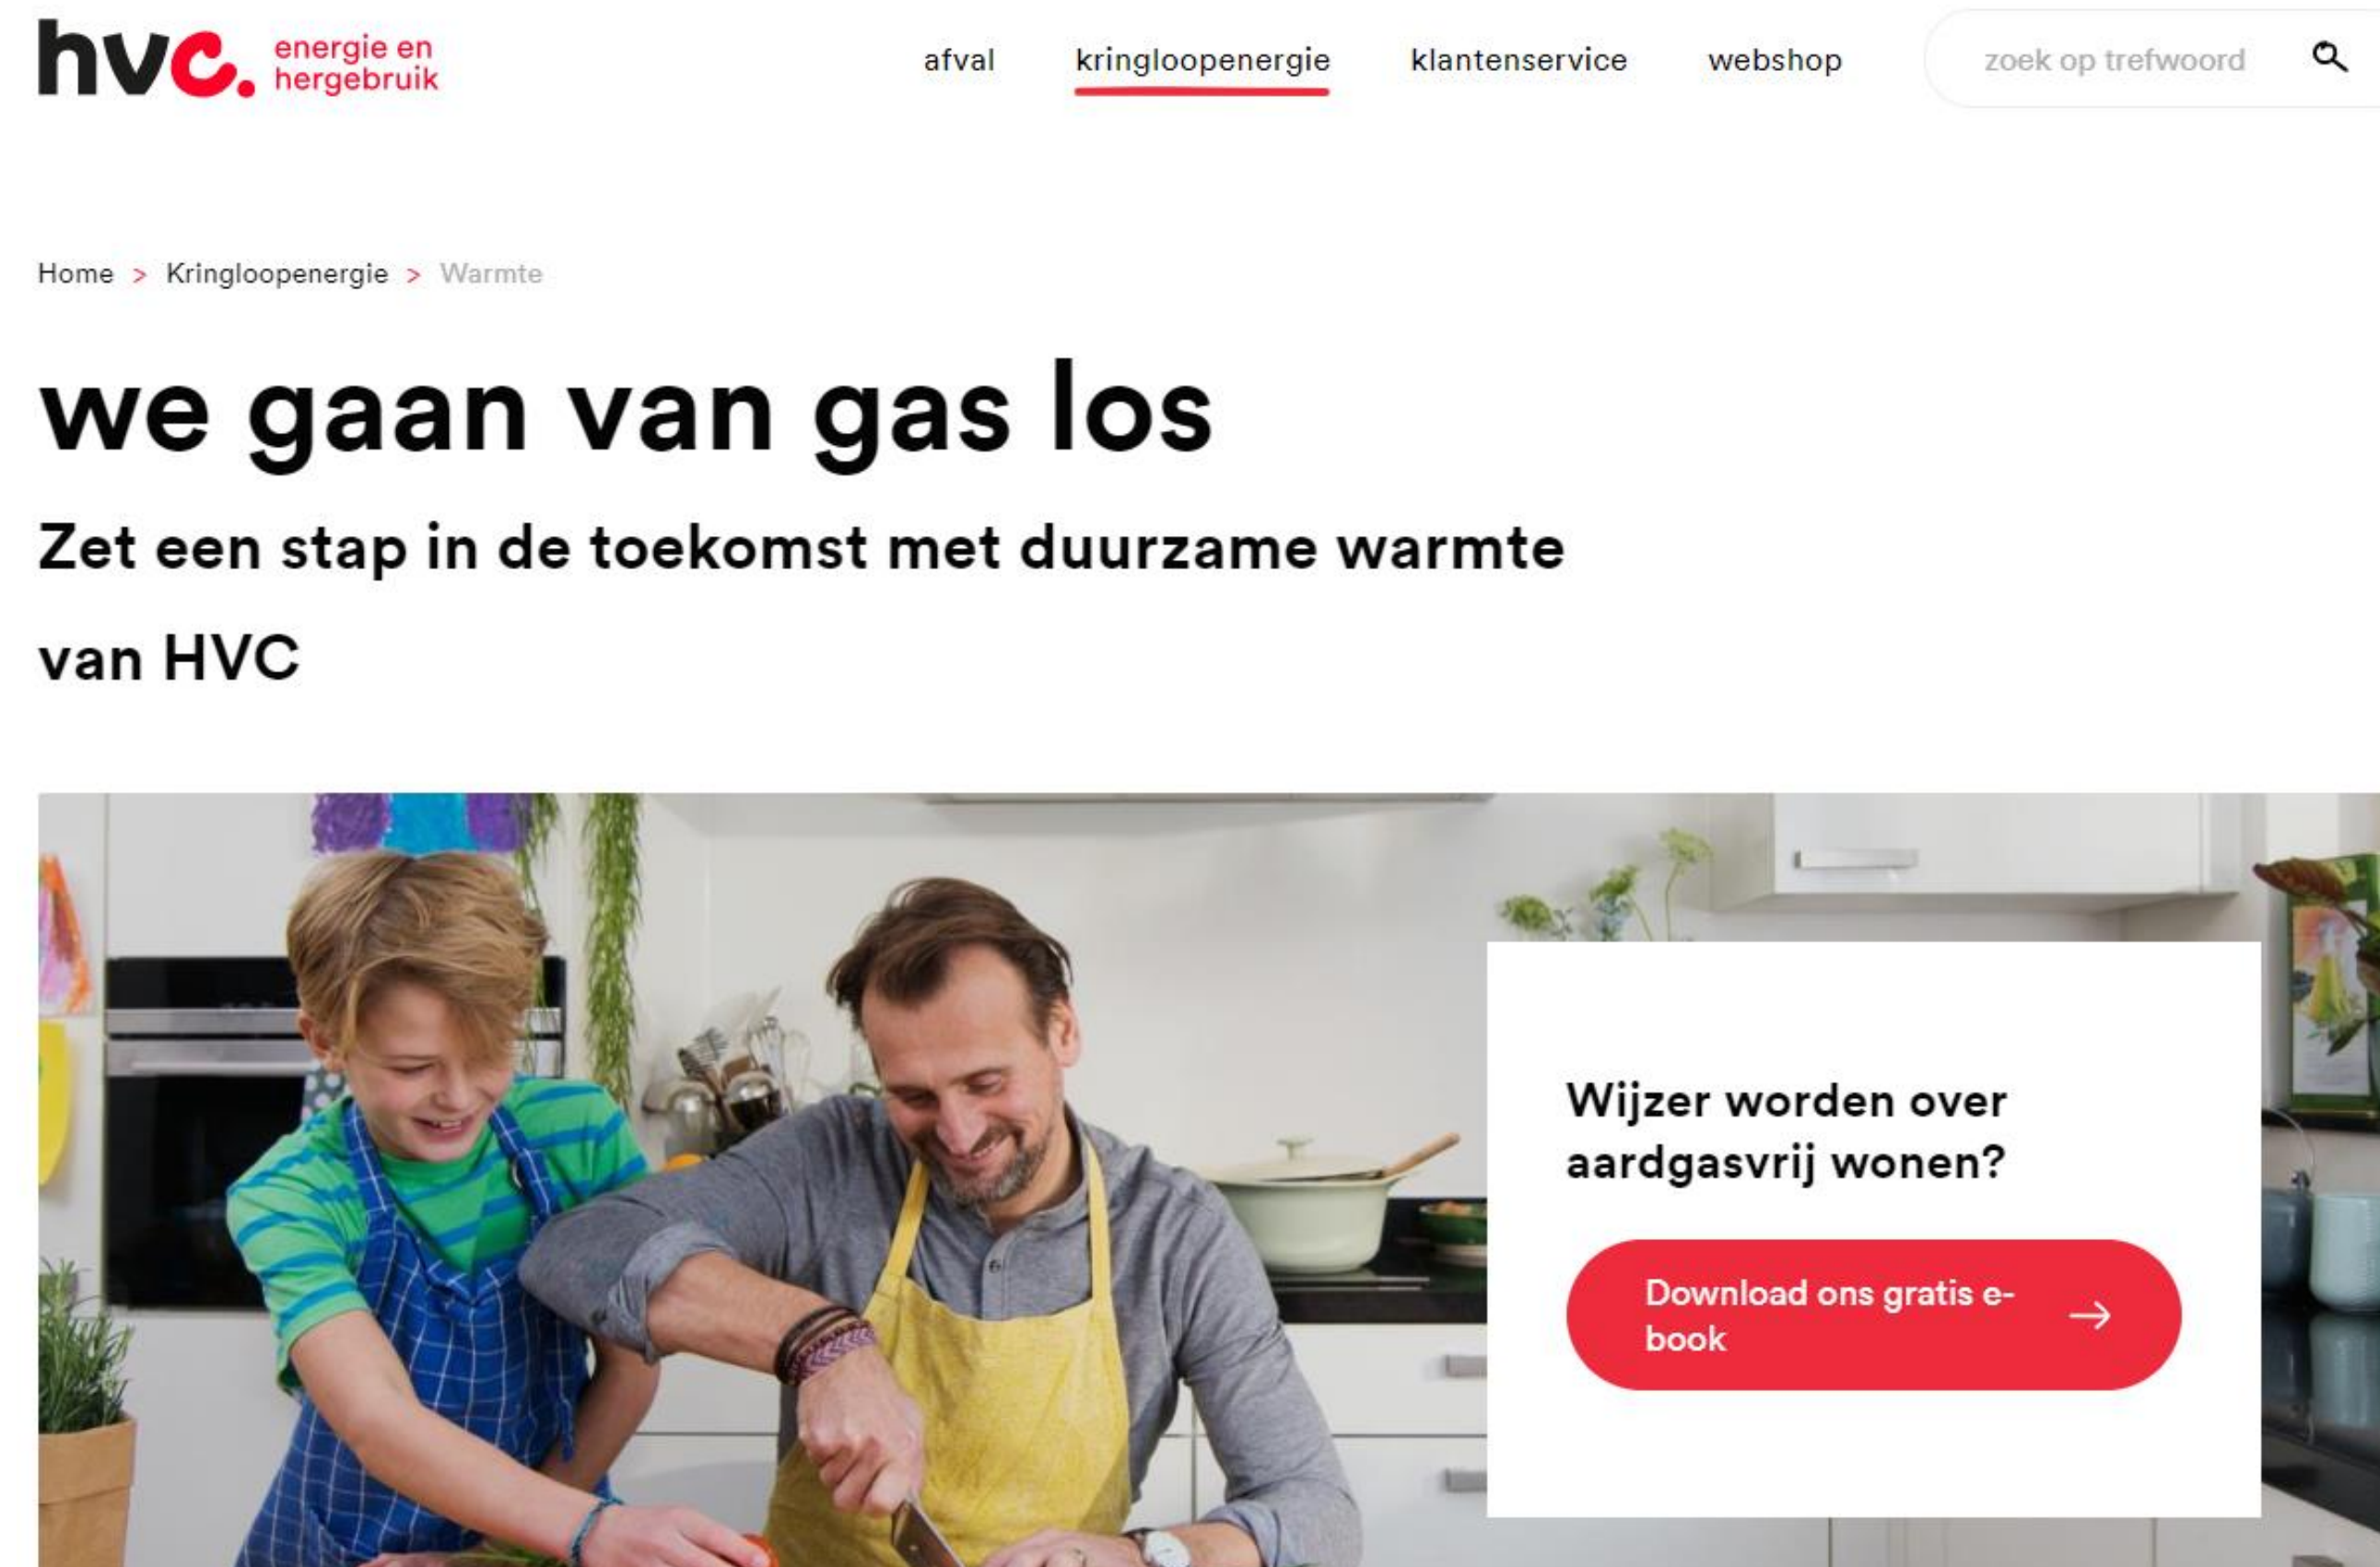 hvc. energie en
hergebruik
afval kringloopenergie klantenservice webshop zoek op trefwoord
Home > Kringloopenergie > Warmte
we gaan van gas los
Zet een stap in de toekomst met duurzame warmte
van HVC
Wijzer worden over
aardgasvrij wonen?
Download ons gratis e-
book